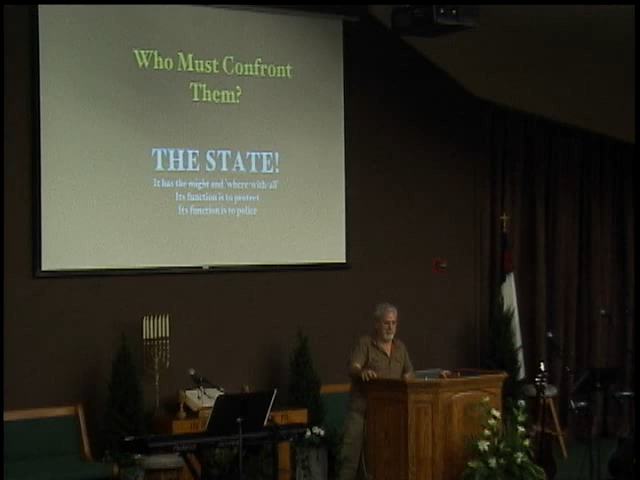 Who Must Confront
Them?
THE STATE!
It has the might and 'where-with-all'
Its function is to protect
Its function is to police